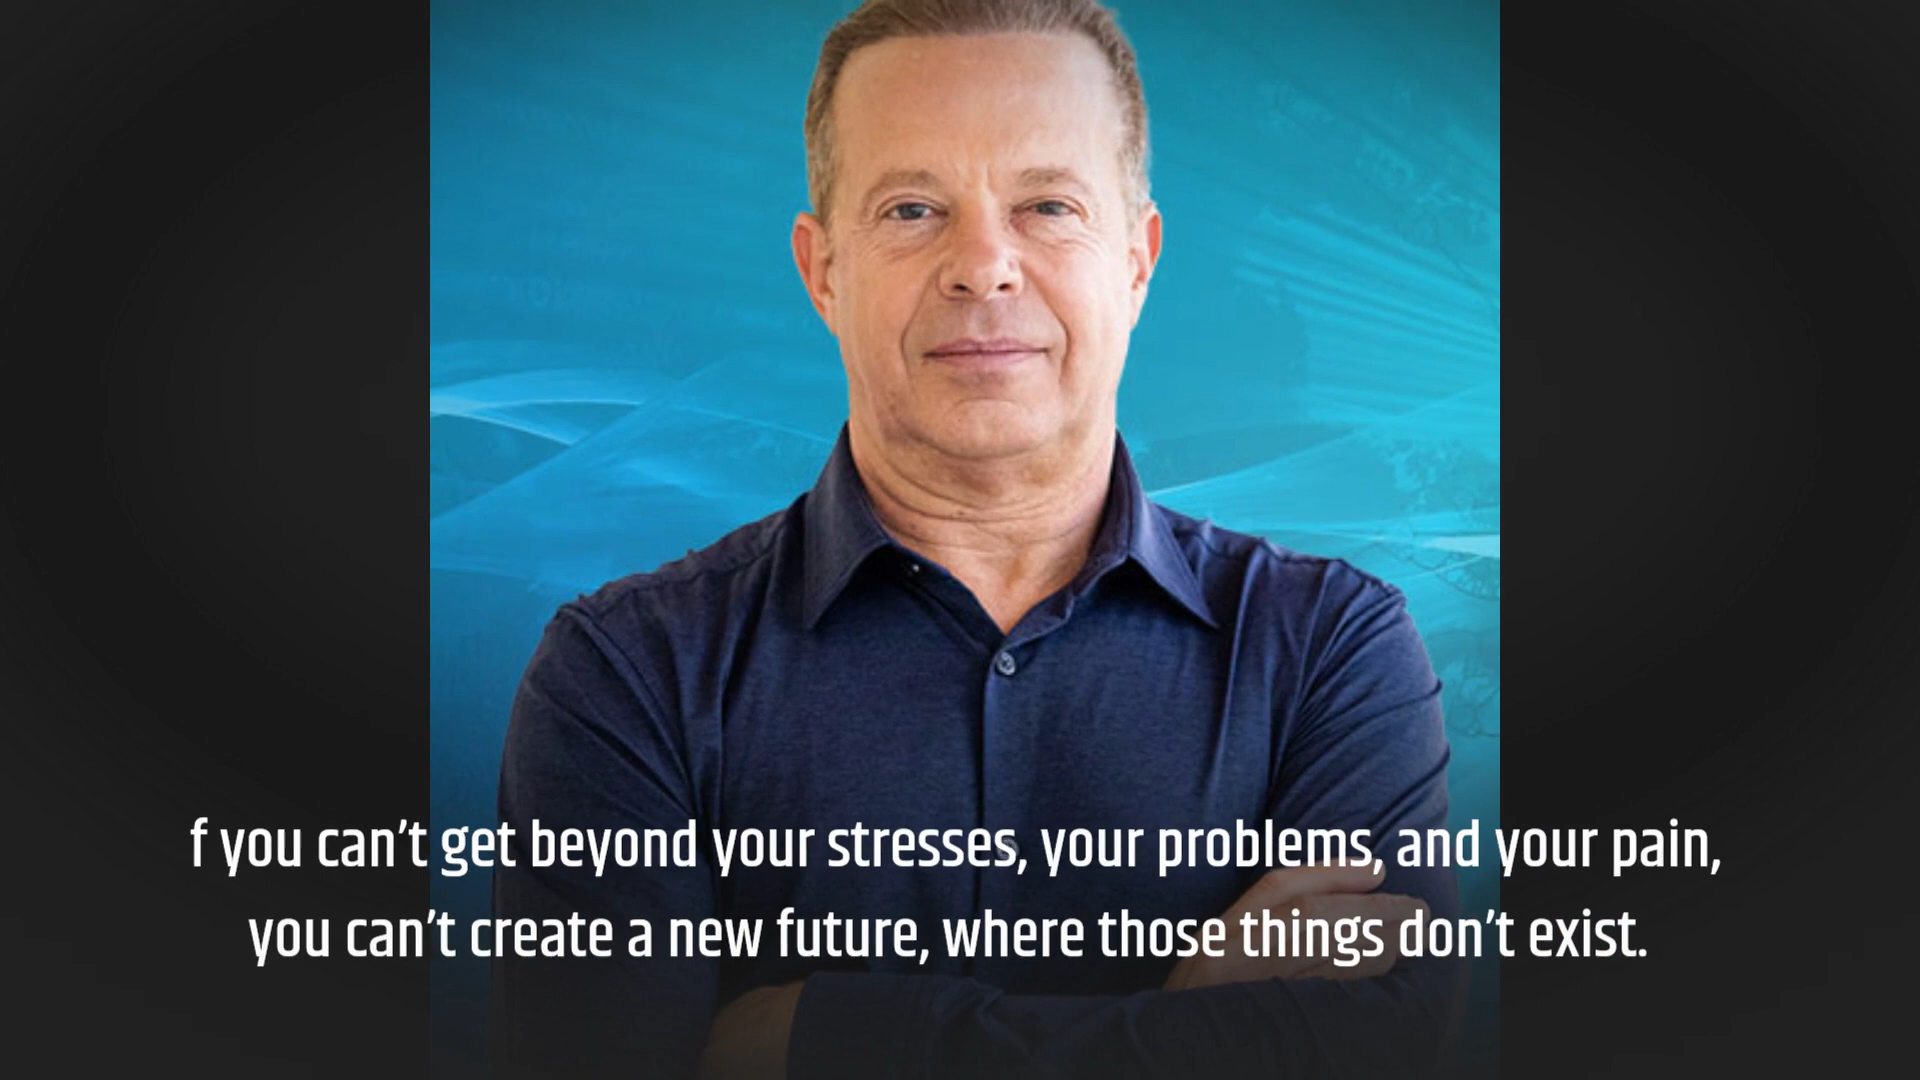 f you can’t get beyond your stresses, your problems, and your pain,
you can’t create a new future, where those things don’t exist.